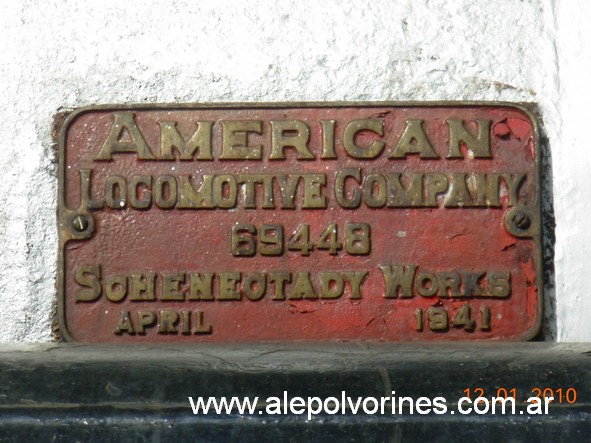 AMERICAN
LOCOMOTIVE COMPANY
69448
SCHENECTADY WORKS
APRIL 1941
12.01.2010
www.alepolvorines.com.ar